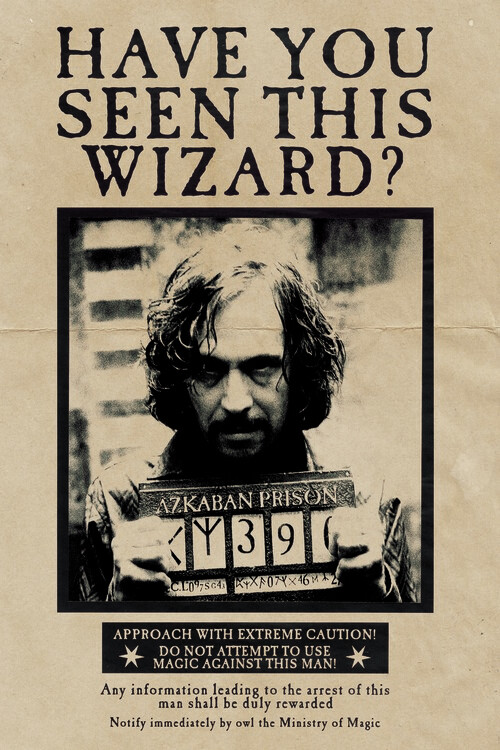 HAVE YOU
SEEN THIS
WIZARD?
AZKABAN PRISON
390
APPROACH WITH EXTREME CAUTION!
DO NOT ATTEMPT TO USE
MAGIC AGAINST THIS MAN!
Any information leading to the arrest of this
man shall be duly rewarded
Notify immediately by owl the Ministry of Magic